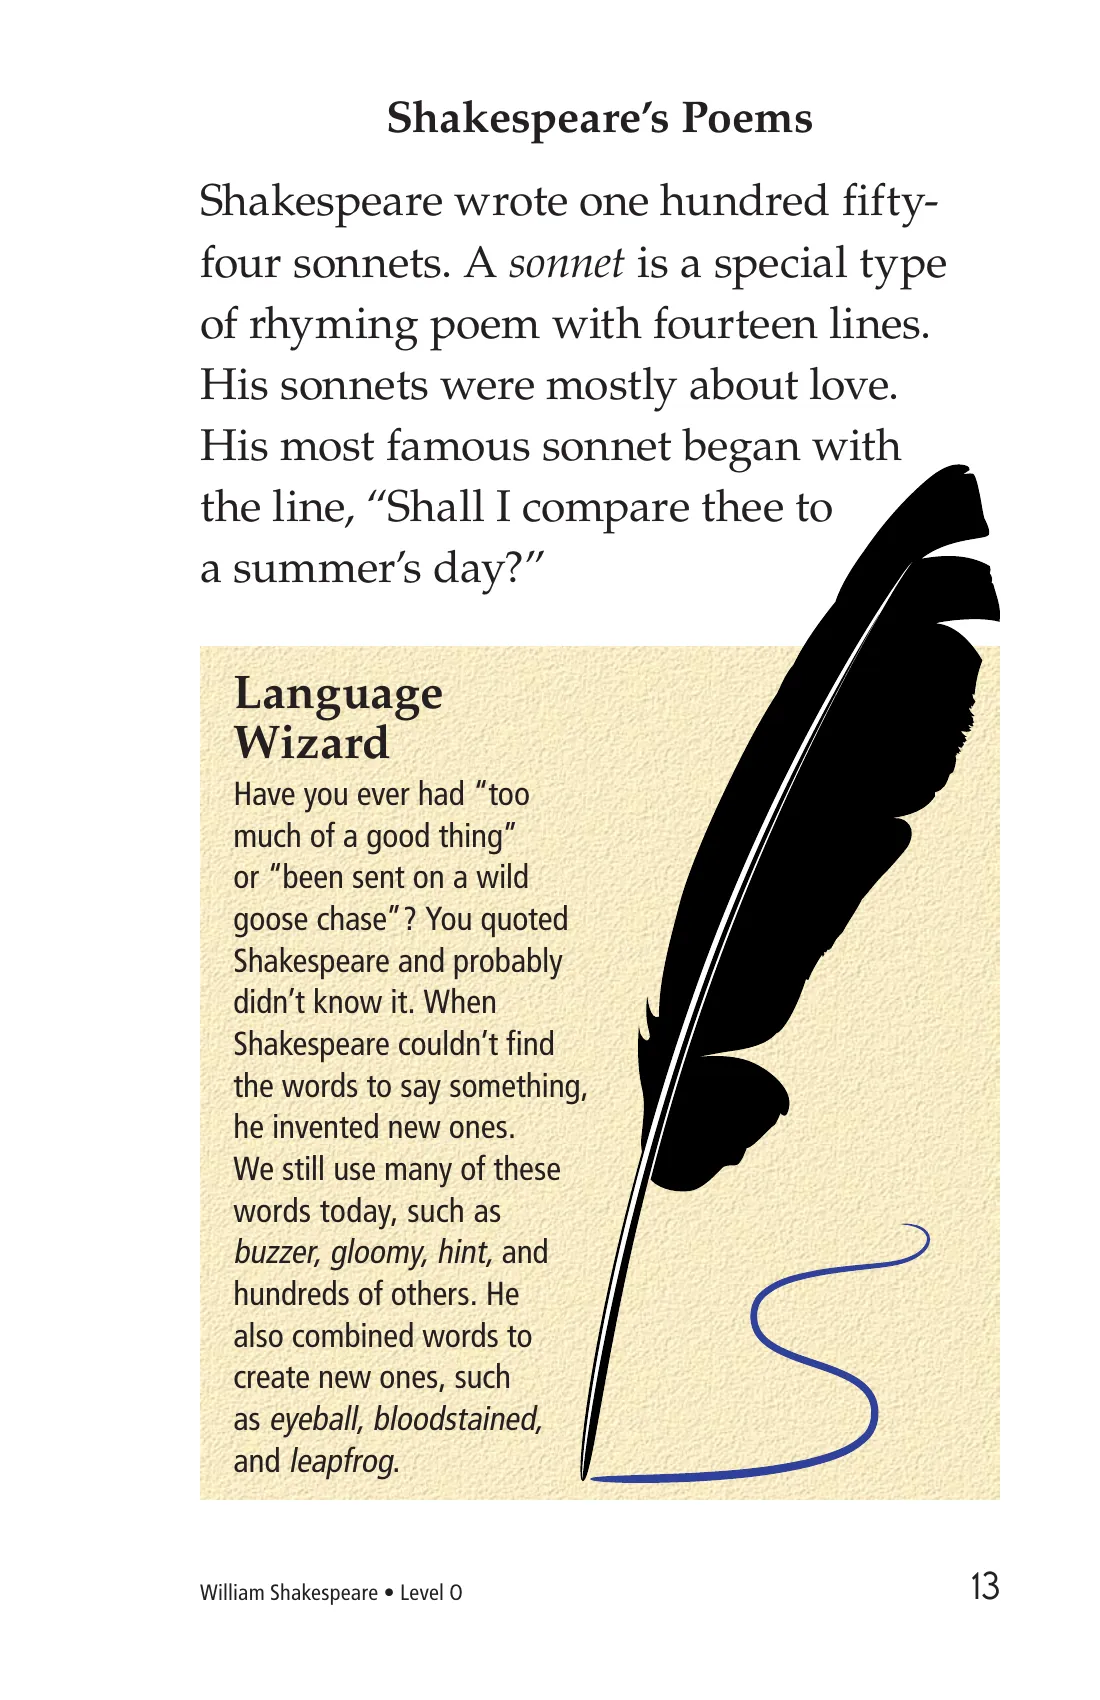 Shakespeare’s Poems
Shakespeare wrote one hundred fifty-
four sonnets. A sonnet is a special type
of rhyming poem with fourteen lines.
His sonnets were mostly about love.
His most famous sonnet began with
the line, “Shall I compare thee to
a summer’s day?”
Language
Wizard
Have you ever had “too
much of a good thing”
or “been sent on a wild
goose chase”? You quoted
Shakespeare and probably
didn’t know it. When
Shakespeare couldn’t find
the words to say something,
he invented new ones.
We still use many of these
words today, such as
buzzer, gloomy, hint, and
hundreds of others. He
also combined words to
create new ones, such
as eyeball, bloodstained,
and leapfrog.
William Shakespeare • Level O
13